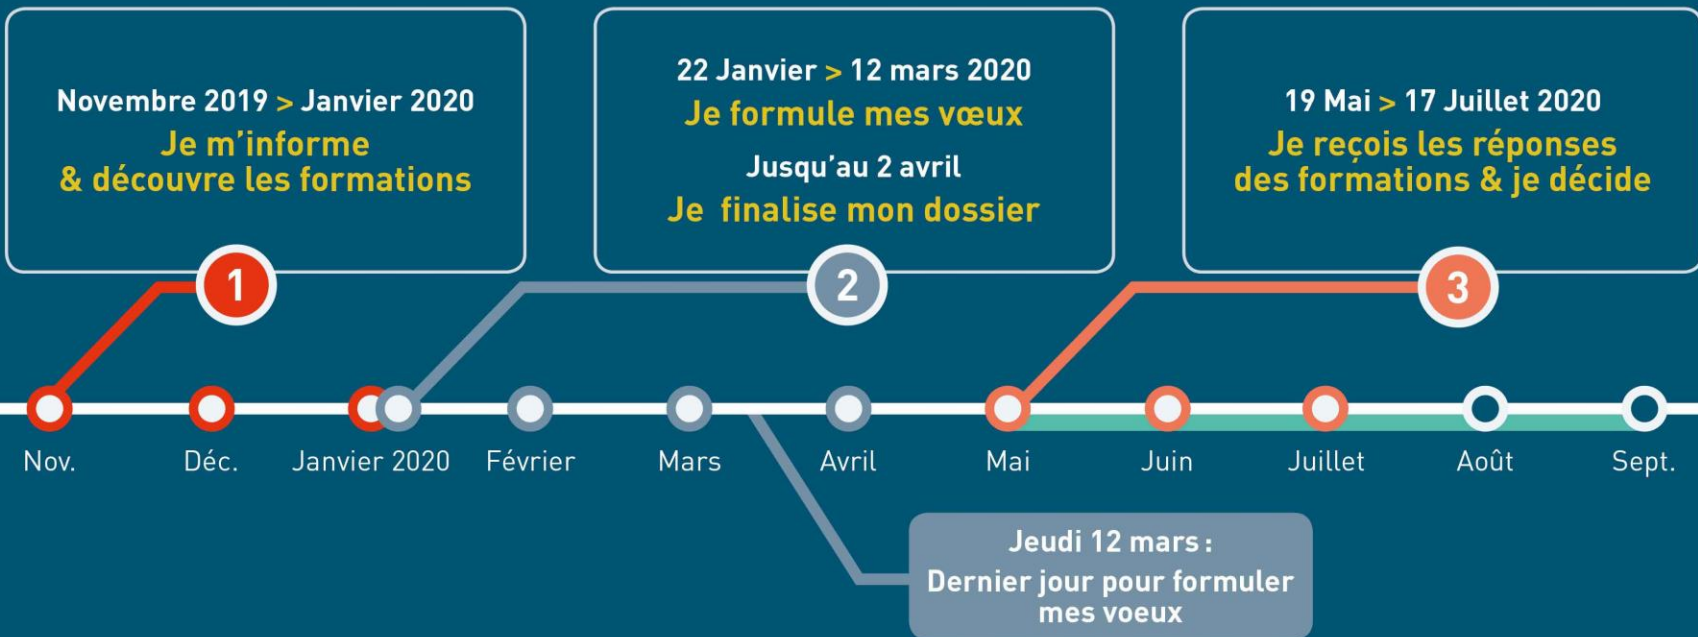 Novembre 2019 > Janvier 2020
Je m'informe
& découvre les formations
1
22 Janvier > 12 mars 2020
Je formule mes vœux
Jusqu'au 2 avril
Je finalise mon dossier
2
19 Mai > 17 Juillet 2020
Je reçois les réponses
des formations & je décide
3
Nov.
Déc.
Janvier 2020
Février
Mars
Avril
Mai
Juin
Juillet
Août
Sept.
Jeudi 12 mars :
Dernier jour pour formuler
mes voeux